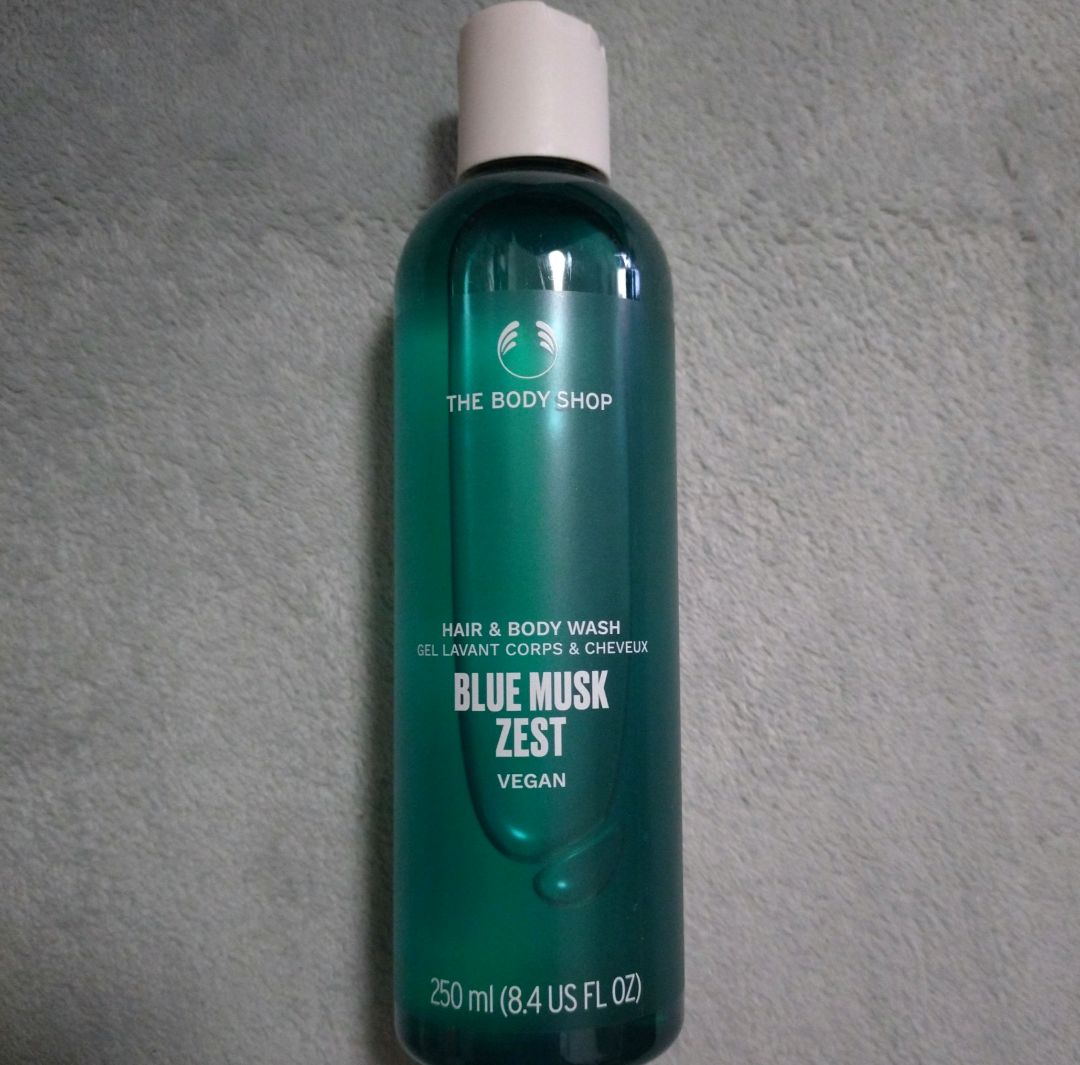 THE BODY SHOP
HAIR & BODY WASH
GEL LAVANT CORPS & CHEVEUX
BLUE MUSK
ZEST
VEGAN
250 ml (8.4 US FL OZ)